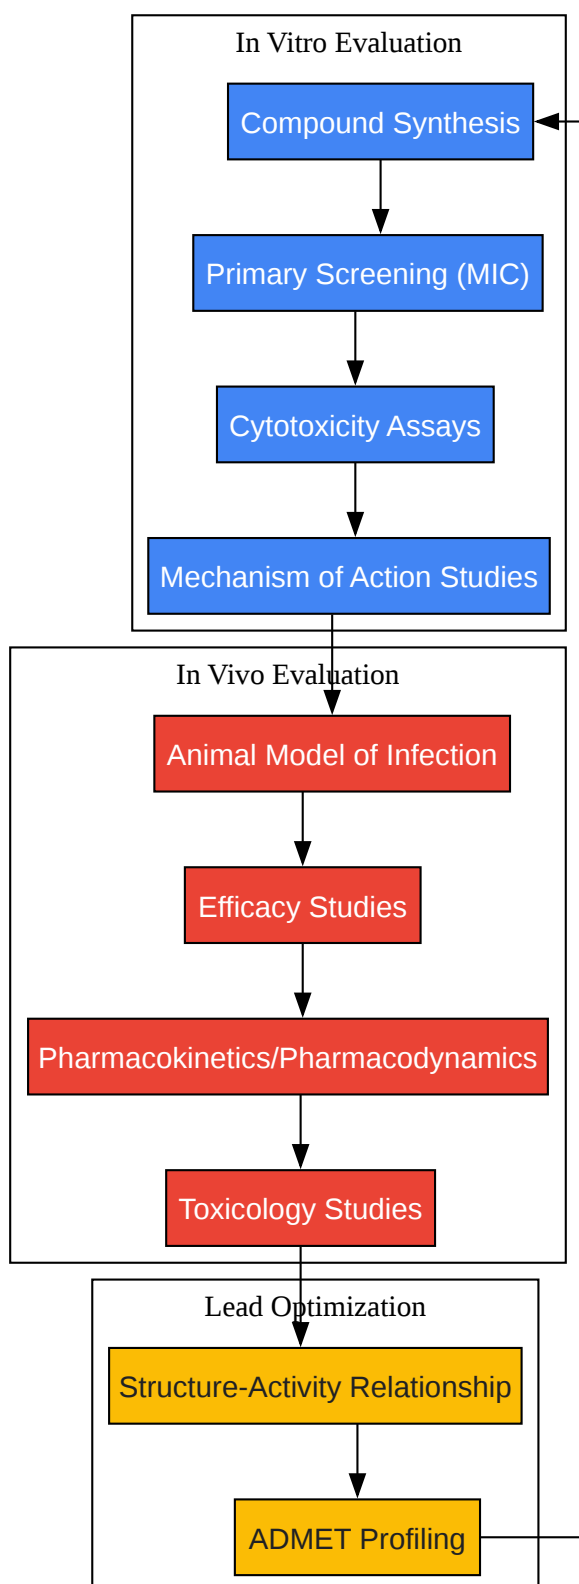 In Vitro Evaluation
Compound Synthesis
Primary Screening (MIC)
Cytotoxicity Assays
Mechanism of Action Studies
In Vivo Evaluation
Animal Model of Infection
Efficacy Studies
Pharmacokinetics/Pharmacodynamics
Toxicology Studies
Lead Optimization
Structure-Activity Relationship
ADMET Profiling